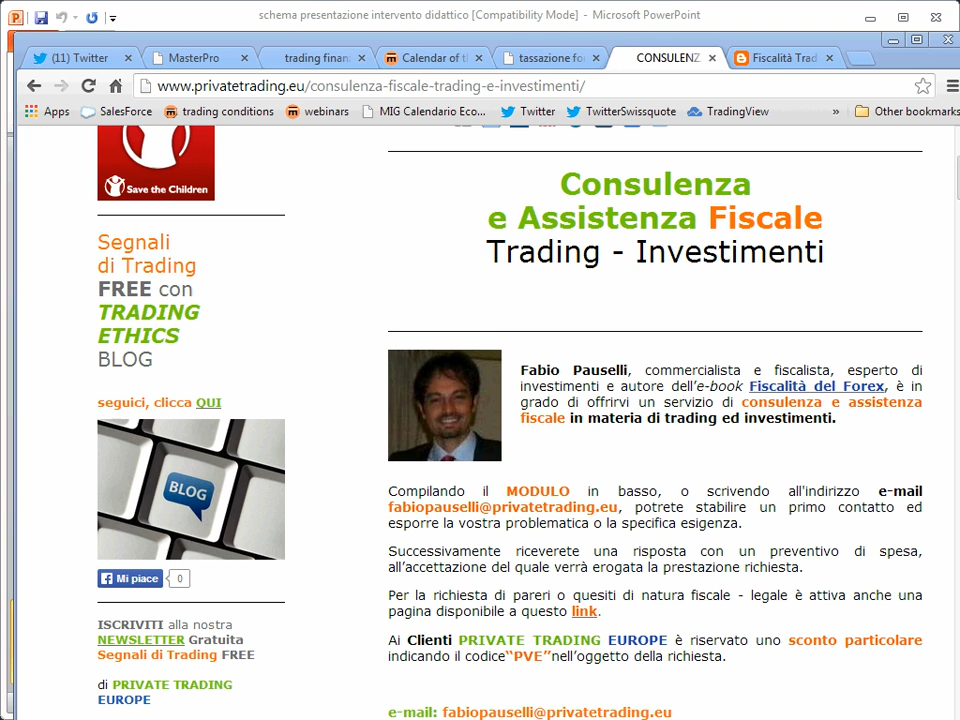 schema presentazione intervento didattico [Compatibility Mode] - Microsoft PowerPoint
(11) Twitter
MasterPro
trading finan
Calendar of t
tassazione fo
CONSULENZ
Fiscalità Trad
www.privatetrading.eu/consulenza-fiscale-trading-e-investimenti/
Apps
SalesForce
trading conditions
webinars
MIG Calendario Eco...
Twitter
TwitterSwissquote
TradingView
»
Other bookmarks
Save the Children
Segnali
di Trading
FREE con
TRADING
ETHICS
BLOG
seguici, clicca QUI
BLOG
Mi piace 0
ISCRIVITI alla nostra
NEWSLETTER Gratuita
Segnali di Trading FREE
di PRIVATE TRADING
EUROPE
Consulenza
e Assistenza Fiscale
Trading - Investimenti
Fabio Pauselli, commercialista e fiscalista, esperto di
investimenti e autore dell'e-book Fiscalità del Forex, è in
grado di offrirvi un servizio di consulenza e assistenza
fiscale in materia di trading ed investimenti.
Compilando il MODULO in basso, o scrivendo all'indirizzo e-mail
fabiopauselli@privatetrading.eu, potrete stabilire un primo contatto ed
esporre la vostra problematica o la specifica esigenza.
Successivamente riceverete una risposta con un preventivo di spesa,
all'accettazione del quale verrà erogata la prestazione richiesta.
Per la richiesta di pareri o quesiti di natura fiscale - legale è attiva anche una
pagina disponibile a questo link.
Ai Clienti PRIVATE TRADING EUROPE è riservato uno sconto particolare
indicando il codice“PVE”nell'oggetto della richiesta.
e-mail: fabiopauselli@privatetrading.eu